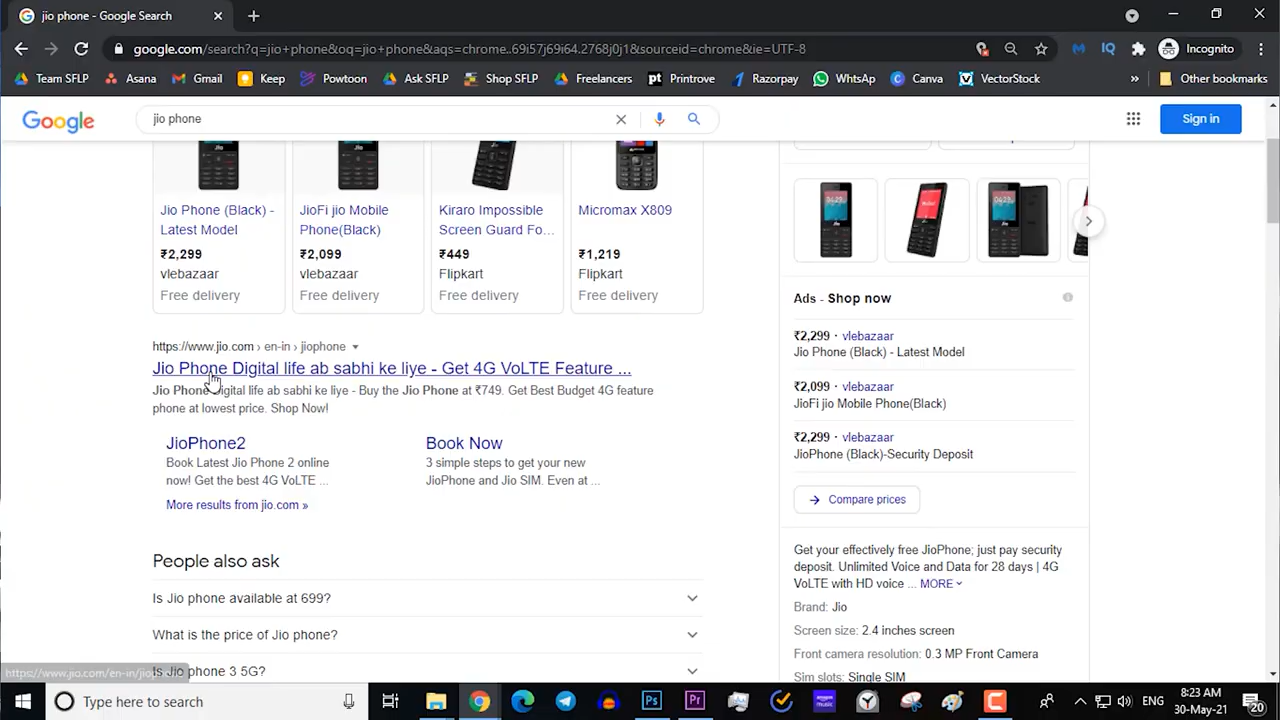 jio phone - Google Search
google.com/search?q=jio+phone&oq=jio+phone&aqs=chrome..69i57j69i64.2768j0j1&sourceid=chrome&ie=UTF-8
Incognito
Team SFLP
Asana
Gmail
Keep
Powtoon
Ask SFLP
Shop SFLP
Freelancers
Printrove
Razorpay
WhtsAp
Canva
VectorStock
Other bookmarks
Google
jio phone
Sign in
Jio Phone (Black) -
Latest Model
₹2,299
vlebazaar
Free delivery
JioFi jio Mobile
Phone(Black)
₹2,099
vlebazaar
Free delivery
Kiraro Impossible
Screen Guard Fo...
₹449
Flipkart
Free delivery
Micromax X809
₹1,219
Flipkart
Free delivery
https://www.jio.com › en-in › jiophone
Jio Phone Digital life ab sabhi ke liye - Get 4G VoLTE Feature ...
Jio Phone Digital life ab sabhi ke liye - Buy the Jio Phone at ₹749. Get Best Budget 4G feature
phone at lowest price. Shop Now!
JioPhone2
Book Latest Jio Phone 2 online
now! Get the best 4G VoLTE ...
Book Now
3 simple steps to get your new
JioPhone and Jio SIM. Even at ...
More results from jio.com »
People also ask
Is Jio phone available at 699?
What is the price of Jio phone?
Is Jio phone 3 5G?
Ads - Shop now
₹2,299 · vlebazaar
Jio Phone (Black) - Latest Model
₹2,099 · vlebazaar
JioFi jio Mobile Phone(Black)
₹2,299 · vlebazaar
JioPhone (Black)-Security Deposit
Compare prices
Get your effectively free JioPhone; just pay security
deposit. Unlimited Voice and Data for 28 days | 4G
VoLTE with HD voice ... MORE
Brand: Jio
Screen size: 2.4 inches screen
Front camera resolution: 0.3 MP Front Camera
Sim slots: Single SIM
Type here to search
ENG
8:23 AM
30-May-21
20